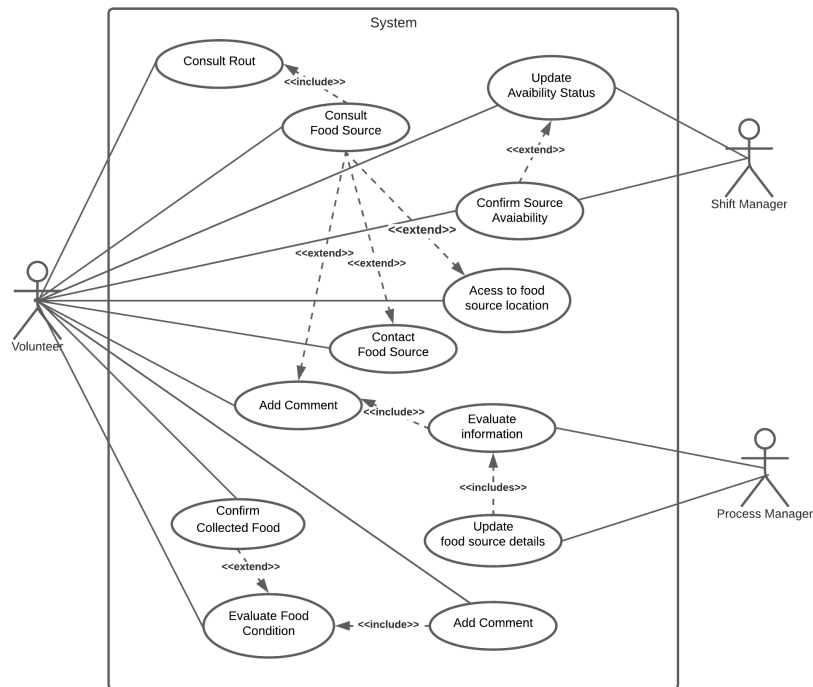 System
Consult Rout
<<include>>
Consult
Food Source
Update
Avaibility Status
<<extend>>
Shift Manager
Confirm Source
Avaiability
<<extend>>
<<extend>>
<<extend>>
Acess to food
source location
Volunteer
Contact
Food Source
Add Comment
<<include>>
Evaluate
information
<<includes>>
Process Manager
Confirm
Collected Food
Update
food source details
<<extend>>
Evaluate Food
Condition
<<include>>
Add Comment